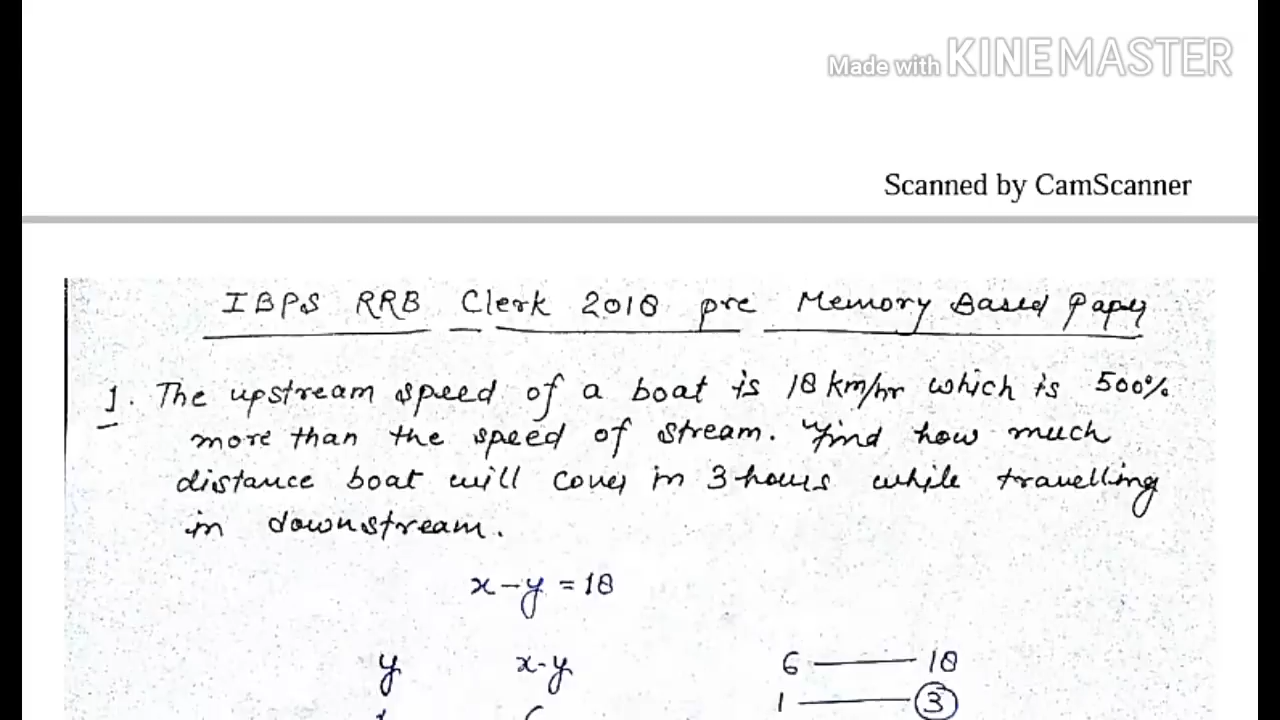 Made with KINEMASTER
Scanned by CamScanner
IBPS RRB Clerk 2018 pre Memory Based Paper
1. The upstream speed of a boat is 18 km/hr which is 500%
more than the speed of stream. Find how much
distance boat will cover in 3 hours while travelling
in downstream.
x-y = 18
y x-y 6 — 18
1 6 1 — 3